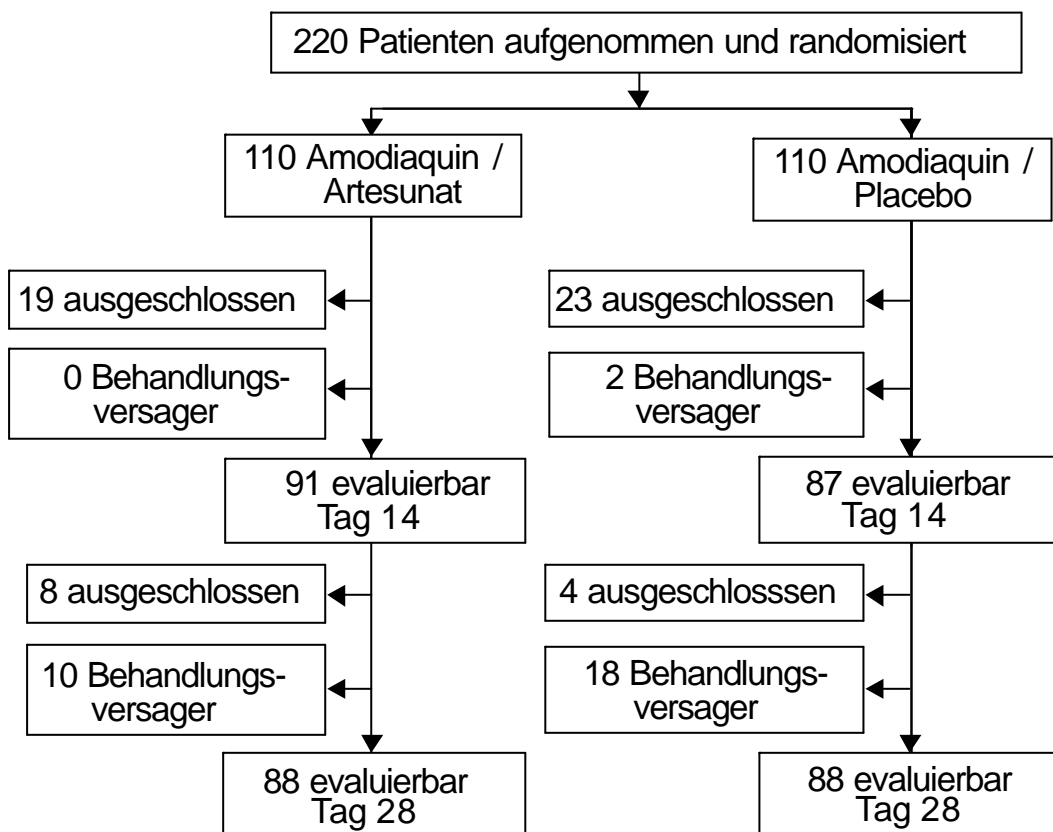 220 Patienten aufgenommen und randomisiert
110 Amodiaquin /
Artesunat
110 Amodiaquin /
Placebo
19 ausgeschlossen
23 ausgeschlossen
0 Behandlungs-
versager
2 Behandlungs-
versager
91 evaluierbar
Tag 14
87 evaluierbar
Tag 14
8 ausgeschlossen
4 ausgeschlosssen
10 Behandlungs-
versager
18 Behandlungs-
versager
88 evaluierbar
Tag 28
88 evaluierbar
Tag 28